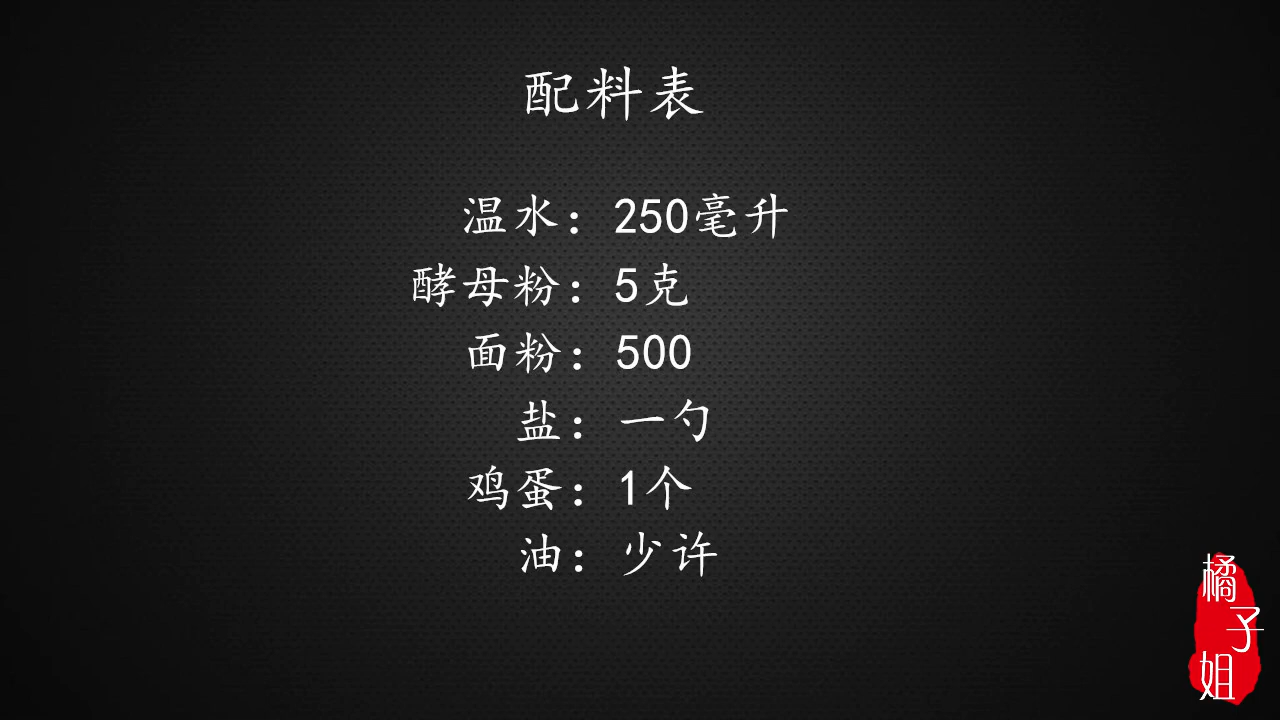 配料表
温水：250毫升
酵母粉：5克
面粉：500
盐：一勺
鸡蛋：1个
油：少许
橘子姐